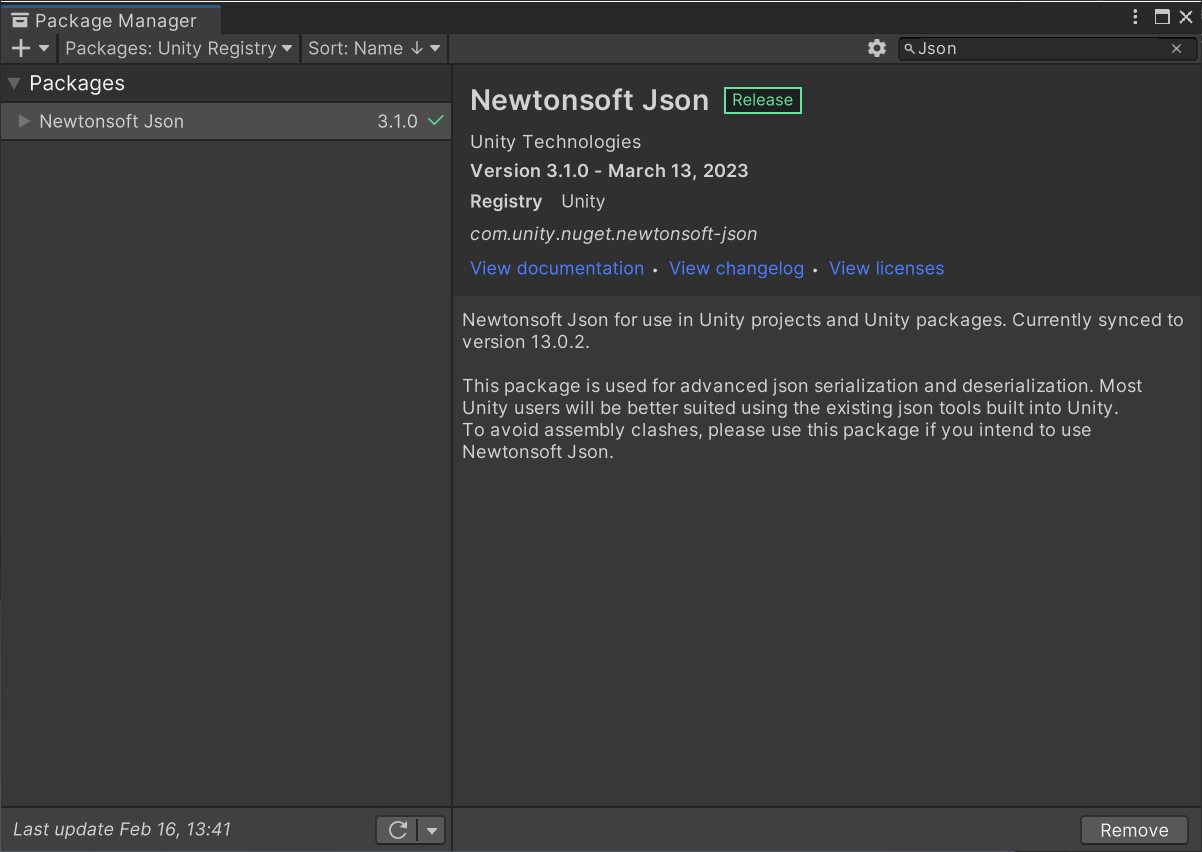 Package Manager
Packages: Unity Registry
Sort: Name ↓
Json
Packages
Newtonsoft Json 3.1.0
Newtonsoft Json Release
Unity Technologies
Version 3.1.0 - March 13, 2023
Registry Unity
com.unity.nuget.newtonsoft-json
View documentation • View changelog • View licenses
Newtonsoft Json for use in Unity projects and Unity packages. Currently synced to
version 13.0.2.
This package is used for advanced json serialization and deserialization. Most
Unity users will be better suited using the existing json tools built into Unity.
To avoid assembly clashes, please use this package if you intend to use
Newtonsoft Json.
Last update Feb 16, 13:41
Remove